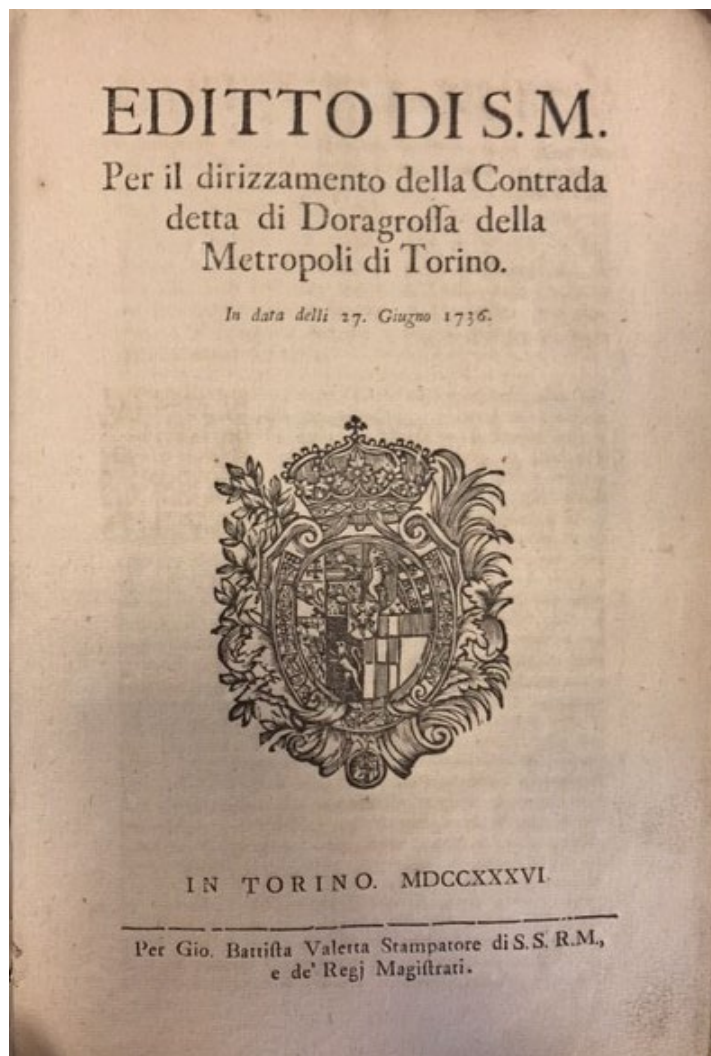 EDITTO DI S. M.
Per il dirizzamento della Contrada
detta di Doragroſſa della
Metropoli di Torino.
In data delli 27. Giugno 1736.
IN TORINO. MDCCXXXVI
Per Gio. Battiſta Valetta Stampatore di S. S. R. M.,
e de' Regj Magiſtrati.